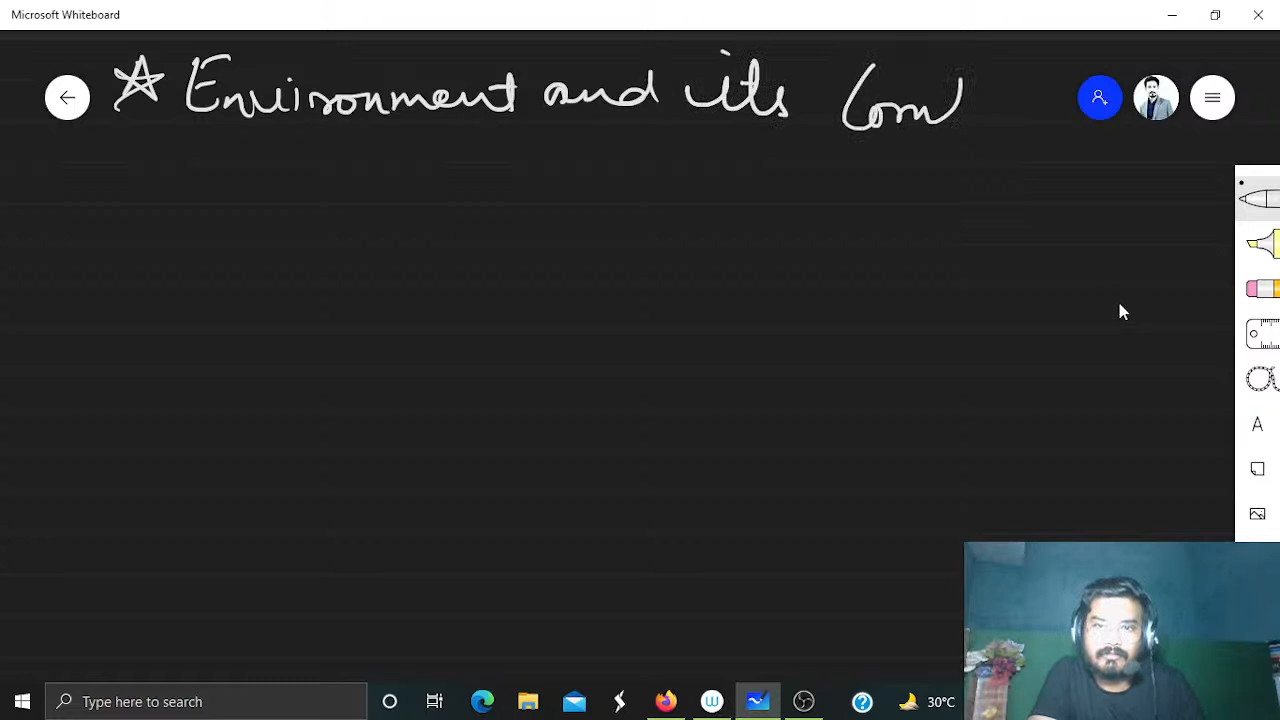 Microsoft Whiteboard
☆ Environment and its Com
A
Type here to search
30°C